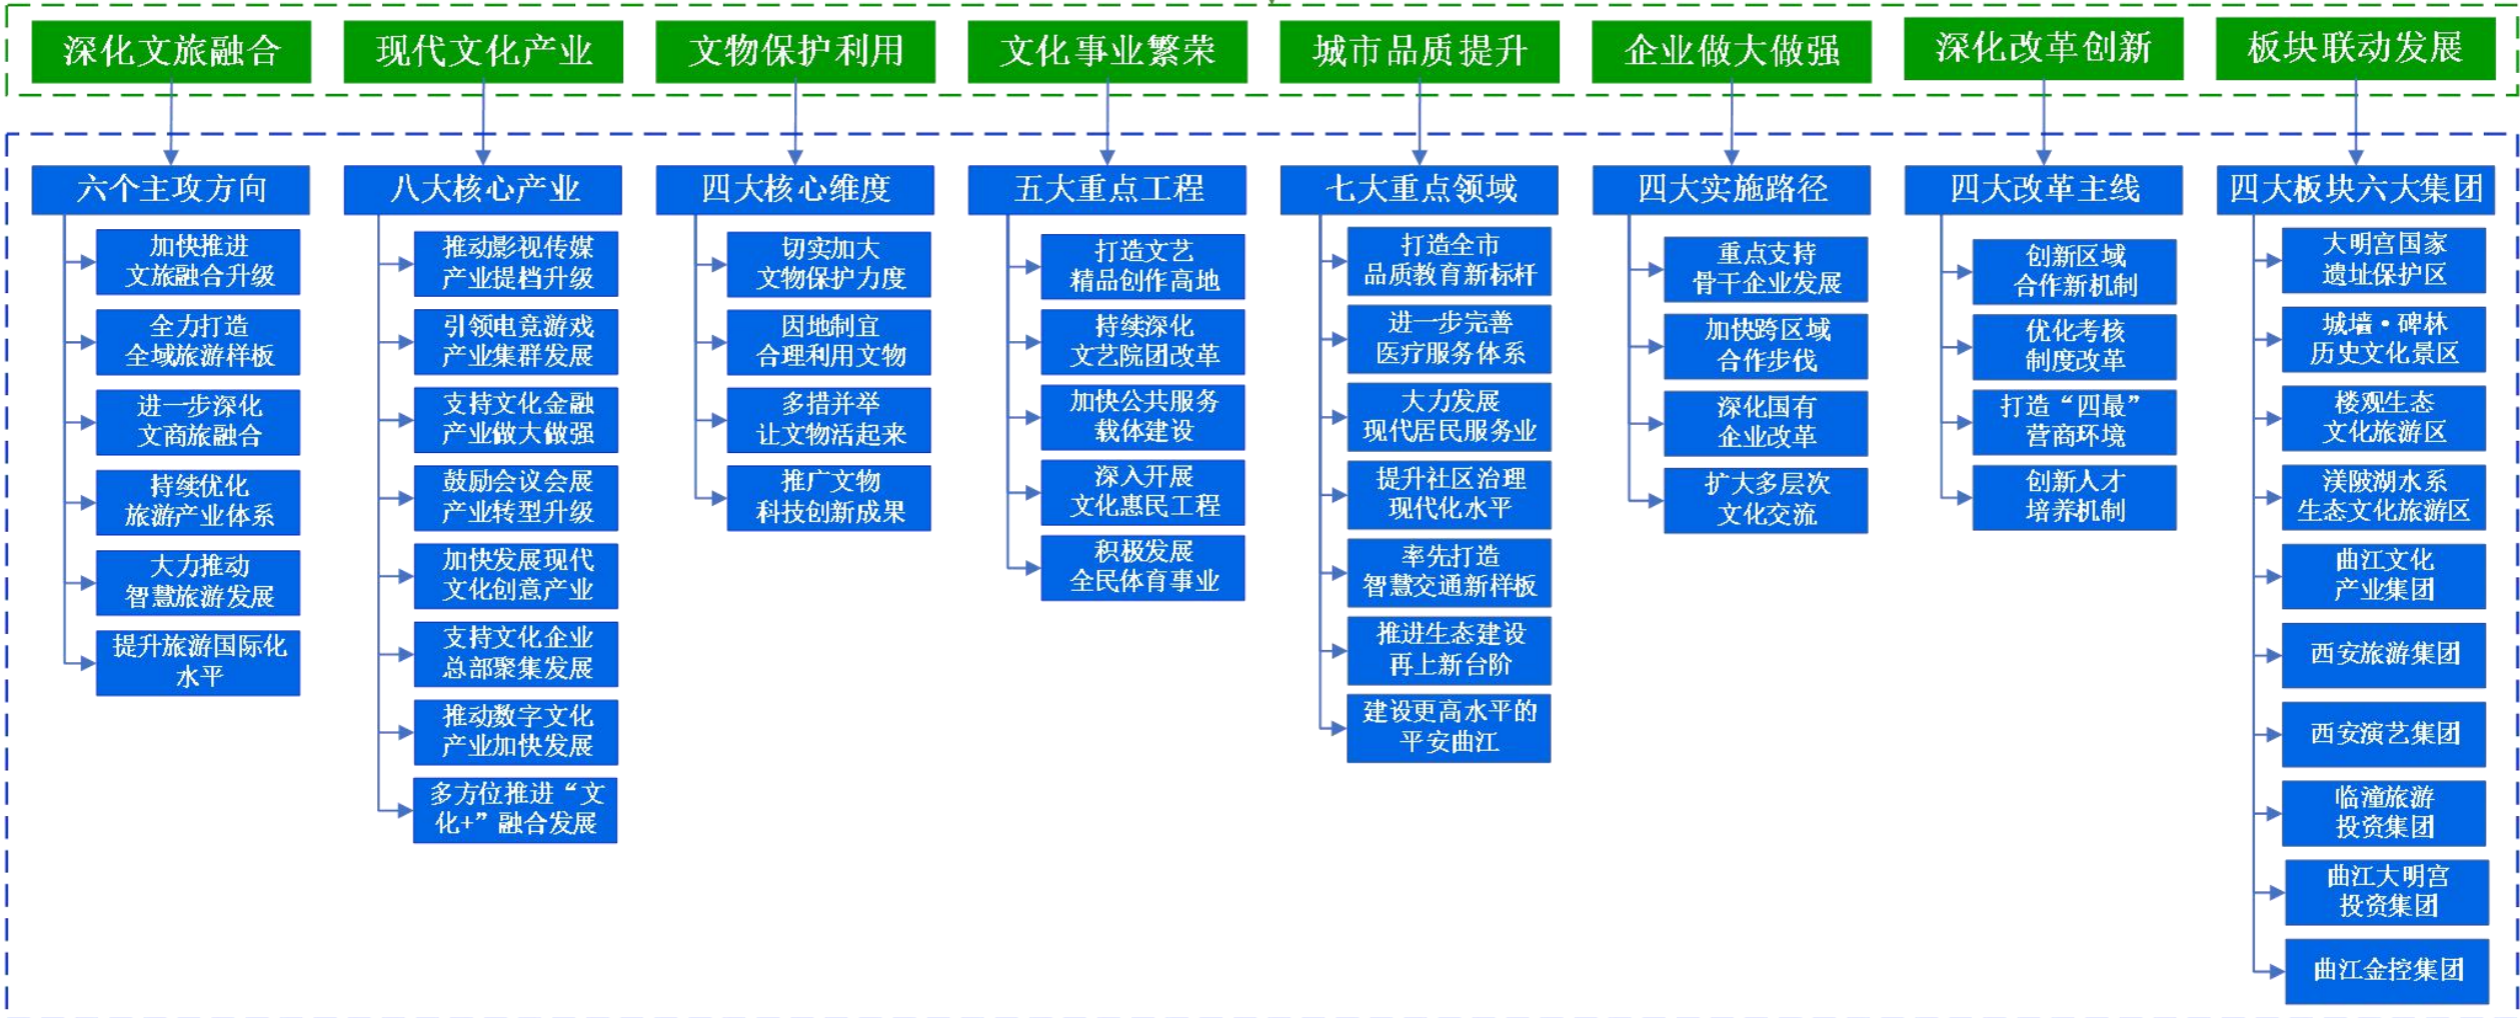 深化文旅融合
现代文化产业
文物保护利用
文化事业繁荣
城市品质提升
企业做大做强
深化改革创新
板块联动发展
六个主攻方向
加快推进
文旅融合升级
全力打造
全域旅游样板
进一步深化
文商旅融合
持续优化
旅游产业体系
大力推动
智慧旅游发展
提升旅游国际化
水平
八大核心产业
推动影视传媒
产业提档升级
引领电竞游戏
产业集群发展
支持文化金融
产业做大做强
鼓励会议会展
产业转型升级
加快发展现代
文化创意产业
支持文化企业
总部聚集发展
推动数字文化
产业加快发展
多方位推进“文
化+”融合发展
四大核心维度
切实加大
文物保护力度
因地制宜
合理利用文物
多措并举
让文物活起来
推广文物
科技创新成果
五大重点工程
打造文艺
精品创作高地
持续深化
文艺院团改革
加快公共服务
载体建设
深入开展
文化惠民工程
积极发展
全民体育事业
七大重点领域
打造全市
品质教育新标杆
进一步完善
医疗服务体系
大力发展
现代居民服务业
提升社区治理
现代化水平
率先打造
智慧交通新样板
推进生态建设
再上新台阶
建设更高水平的
平安曲江
四大实施路径
重点支持
骨干企业发展
加快跨区域
合作步伐
深化国有
企业改革
扩大多层次
文化交流
四大改革主线
创新区域
合作新机制
优化考核
制度改革
打造“四最”
营商环境
创新人才
培养机制
四大板块六大集团
大明宫国家
遗址保护区
城墙·碑林
历史文化景区
楼观生态
文化旅游区
渼陂湖水系
生态文化旅游区
曲江文化
产业集团
西安旅游集团
西安演艺集团
临潼旅游
投资集团
曲江大明宫
投资集团
曲江金控集团